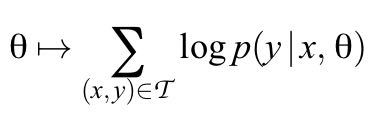 θ ↦ ∑ log p(y | x, θ)
(x,y)∈𝒯